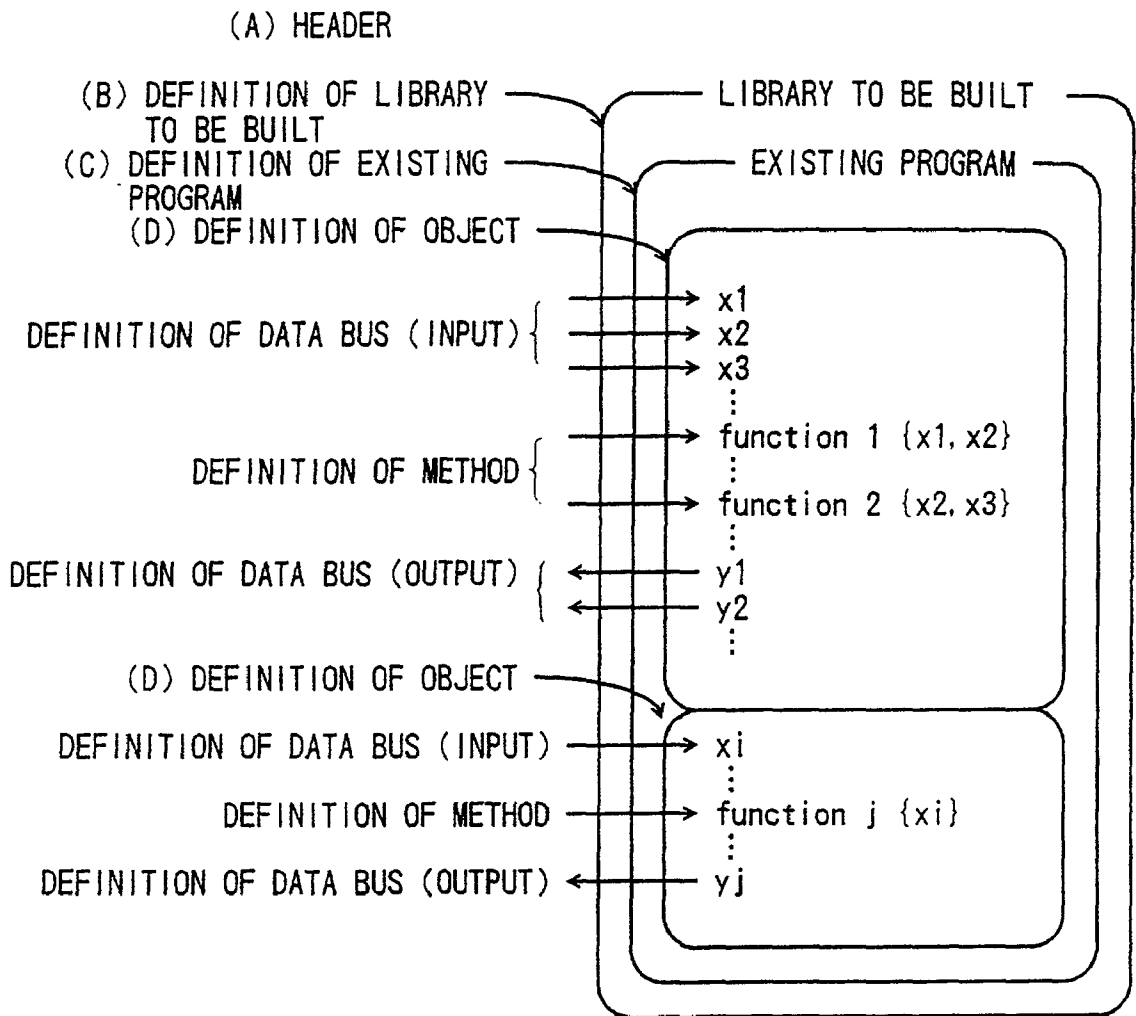 (A) HEADER
(B) DEFINITION OF LIBRARY
TO BE BUILT
LIBRARY TO BE BUILT
(C) DEFINITION OF EXISTING
PROGRAM
EXISTING PROGRAM
(D) DEFINITION OF OBJECT
DEFINITION OF DATA BUS (INPUT)
x1
x2
x3
DEFINITION OF METHOD
function 1 {x1, x2}
function 2 {x2, x3}
DEFINITION OF DATA BUS (OUTPUT)
y1
y2
(D) DEFINITION OF OBJECT
DEFINITION OF DATA BUS (INPUT)
xi
DEFINITION OF METHOD
function j {xi}
DEFINITION OF DATA BUS (OUTPUT)
yj